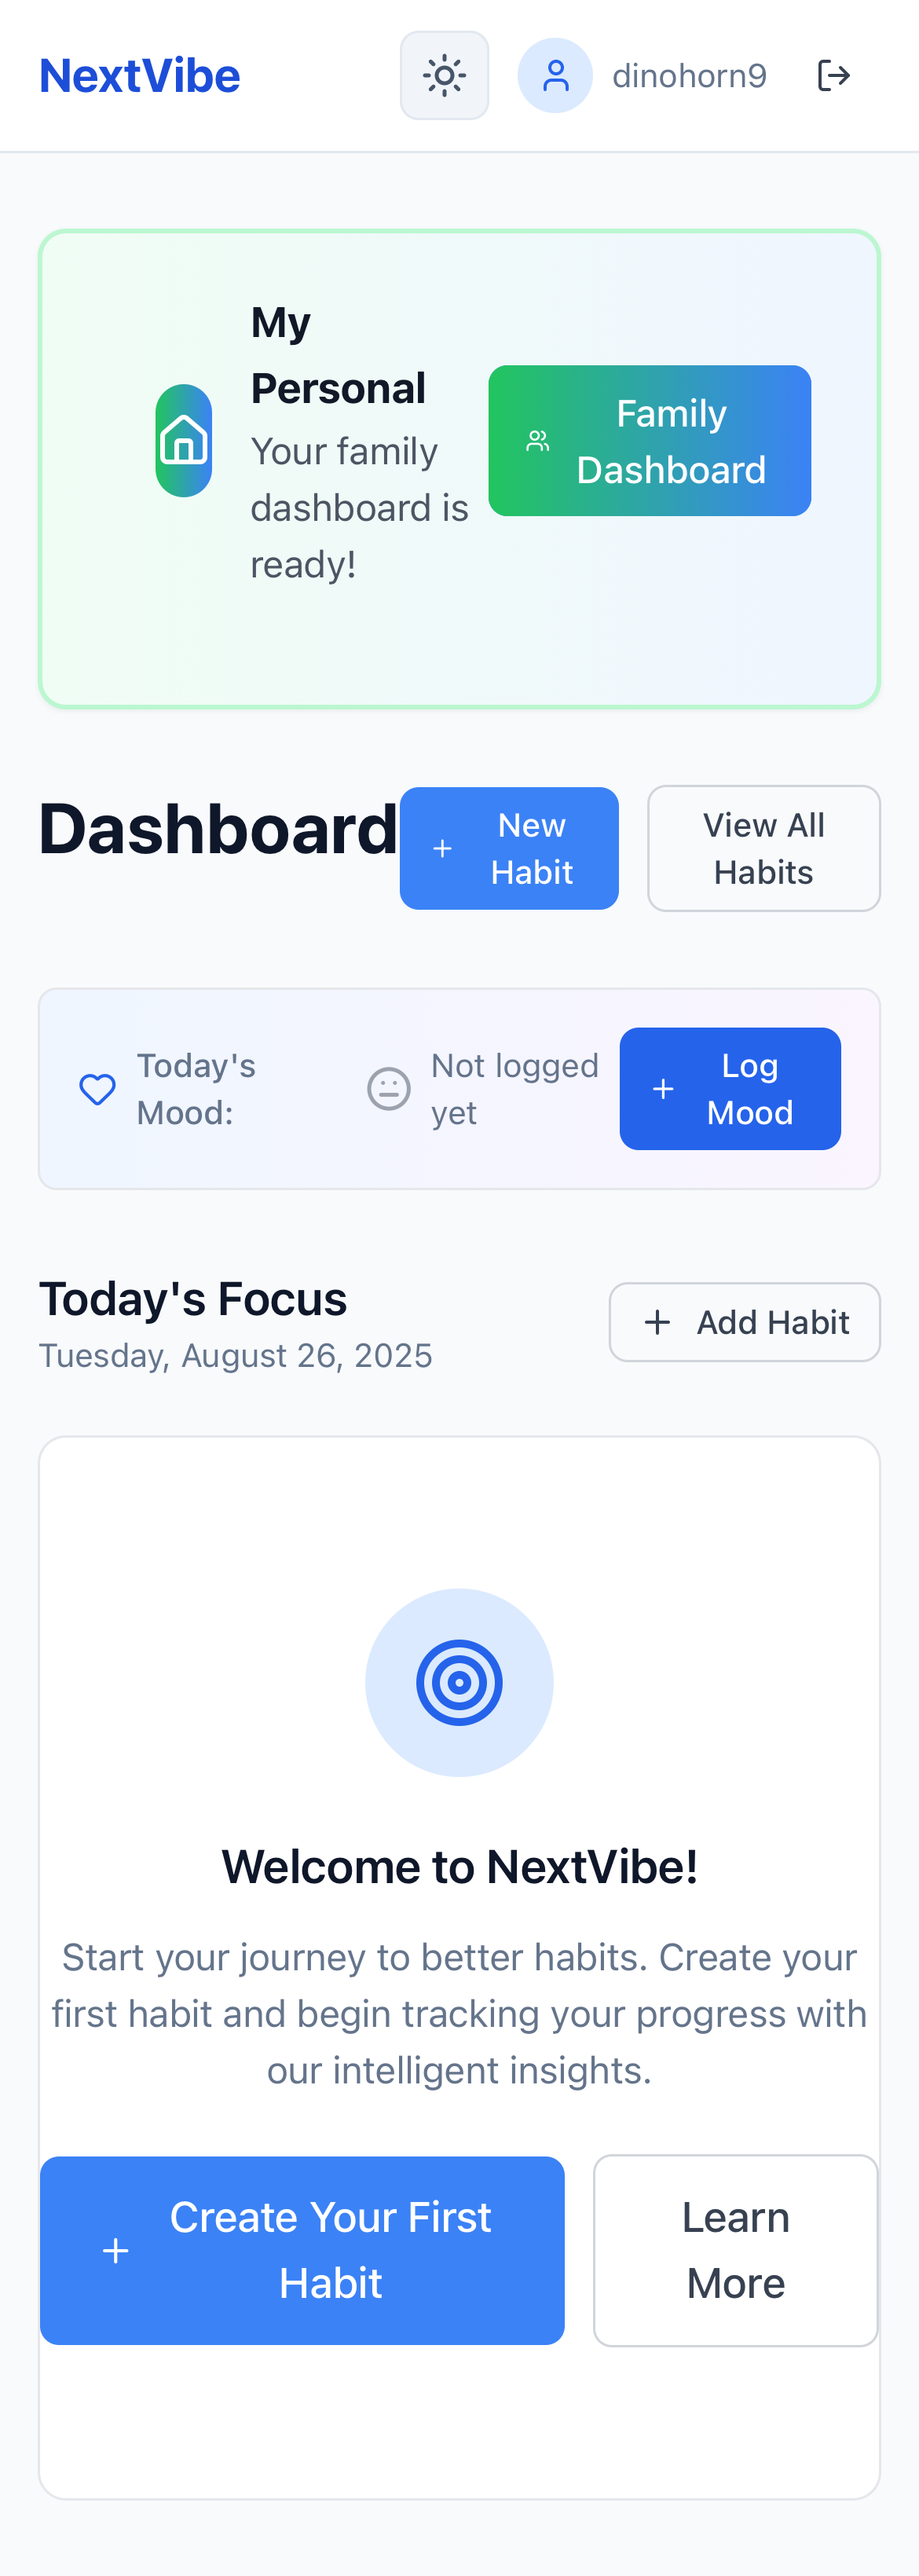 NextVibe
dinohorn9
My
Personal
Your family
dashboard is
ready!
Family
Dashboard
Dashboard
New
Habit
View All
Habits
Today's
Mood:
Not logged
yet
Log
Mood
Today's Focus
Tuesday, August 26, 2025
Add Habit
Welcome to NextVibe!
Start your journey to better habits. Create your
first habit and begin tracking your progress with
our intelligent insights.
Create Your First
Habit
Learn
More